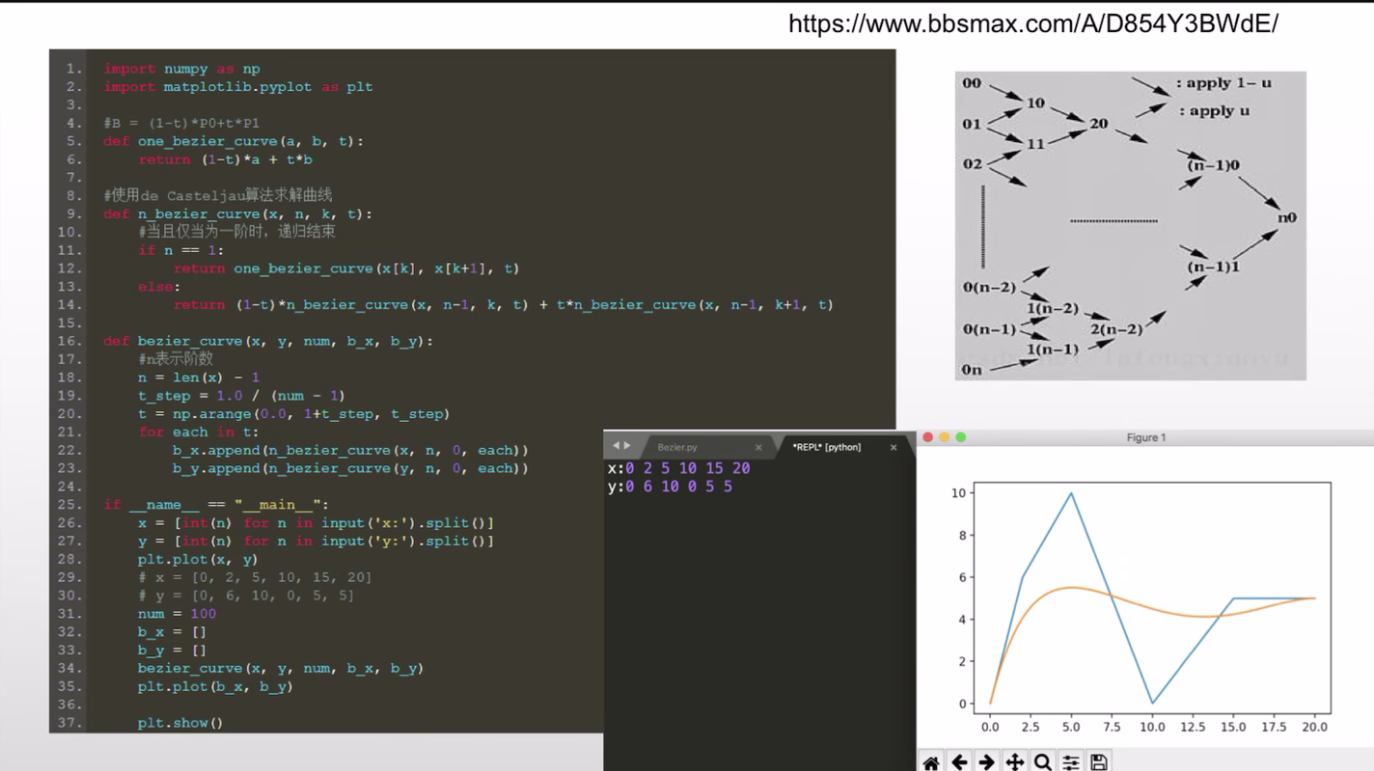 https://www.bbsmax.com/A/D854Y3BWdE/
1. import numpy as np
2. import matplotlib.pyplot as plt
3.
4. #B = (1-t)*P0+t*P1
5. def one_bezier_curve(a, b, t):
6.     return (1-t)*a + t*b
7.
8. #使用de Casteljau算法求解曲线
9. def n_bezier_curve(x, n, k, t):
10.     #当且仅当为一阶时，递归结束
11.     if n == 1:
12.         return one_bezier_curve(x[k], x[k+1], t)
13.     else:
14.         return (1-t)*n_bezier_curve(x, n-1, k, t) + t*n_bezier_curve(x, n-1, k+1, t)
15.
16. def bezier_curve(x, y, num, b_x, b_y):
17.     #n表示阶数
18.     n = len(x) - 1
19.     t_step = 1.0 / (num - 1)
20.     t = np.arange(0.0, 1+t_step, t_step)
21.     for each in t:
22.         b_x.append(n_bezier_curve(x, n, 0, each))
23.         b_y.append(n_bezier_curve(y, n, 0, each))
24.
25. if __name__ == "__main__":
26.     x = [int(n) for n in input('x:').split()]
27.     y = [int(n) for n in input('y:').split()]
28.     plt.plot(x, y)
29.     # x = [0, 2, 5, 10, 15, 20]
30.     # y = [0, 6, 10, 0, 5, 5]
31.     num = 100
32.     b_x = []
33.     b_y = []
34.     bezier_curve(x, y, num, b_x, b_y)
35.     plt.plot(b_x, b_y)
36.
37.     plt.show()
00
: apply 1- u
10
: apply u
01
20
11
02
(n-1)0
n0
(n-1)1
0(n-2)
1(n-2)
0(n-1)
2(n-2)
1(n-1)
0n
Bezier.py × *REPL* [python] ×
x:0 2 5 10 15 20
y:0 6 10 0 5 5
Figure 1
10
8
6
4
2
0
0.0 2.5 5.0 7.5 10.0 12.5 15.0 17.5 20.0